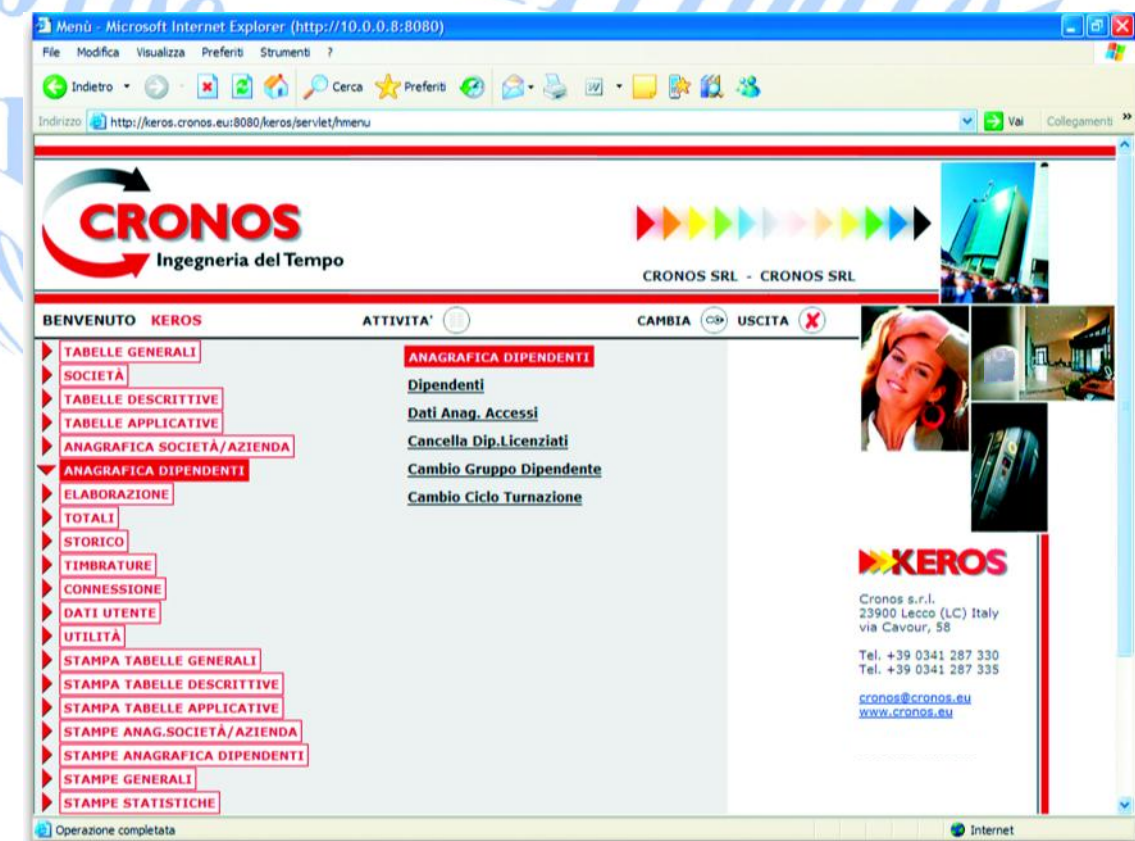 Menù - Microsoft Internet Explorer (http://10.0.0.8:8080)
File Modifica Visualizza Preferiti Strumenti ?
Indietro Cerca Preferiti
Indirizzo http://keros.cronos.eu:8080/keros/servlet/hmenu Vai Collegamenti »
CRONOS
Ingegneria del Tempo
CRONOS SRL - CRONOS SRL
BENVENUTO KEROS ATTIVITA' CAMBIA USCITA
TABELLE GENERALI
SOCIETÀ
TABELLE DESCRITTIVE
TABELLE APPLICATIVE
ANAGRAFICA SOCIETÀ/AZIENDA
ANAGRAFICA DIPENDENTI
ELABORAZIONE
TOTALI
STORICO
TIMBRATURE
CONNESSIONE
DATI UTENTE
UTILITÀ
STAMPA TABELLE GENERALI
STAMPA TABELLE DESCRITTIVE
STAMPA TABELLE APPLICATIVE
STAMPE ANAG.SOCIETÀ/AZIENDA
STAMPE ANAGRAFICA DIPENDENTI
STAMPE GENERALI
STAMPE STATISTICHE
ANAGRAFICA DIPENDENTI
Dipendenti
Dati Anag. Accessi
Cancella Dip.Licenziati
Cambio Gruppo Dipendente
Cambio Ciclo Turnazione
KEROS
Cronos s.r.l.
23900 Lecco (LC) Italy
via Cavour, 58
Tel. +39 0341 287 330
Tel. +39 0341 287 335
cronos@cronos.eu
www.cronos.eu
Operazione completata Internet